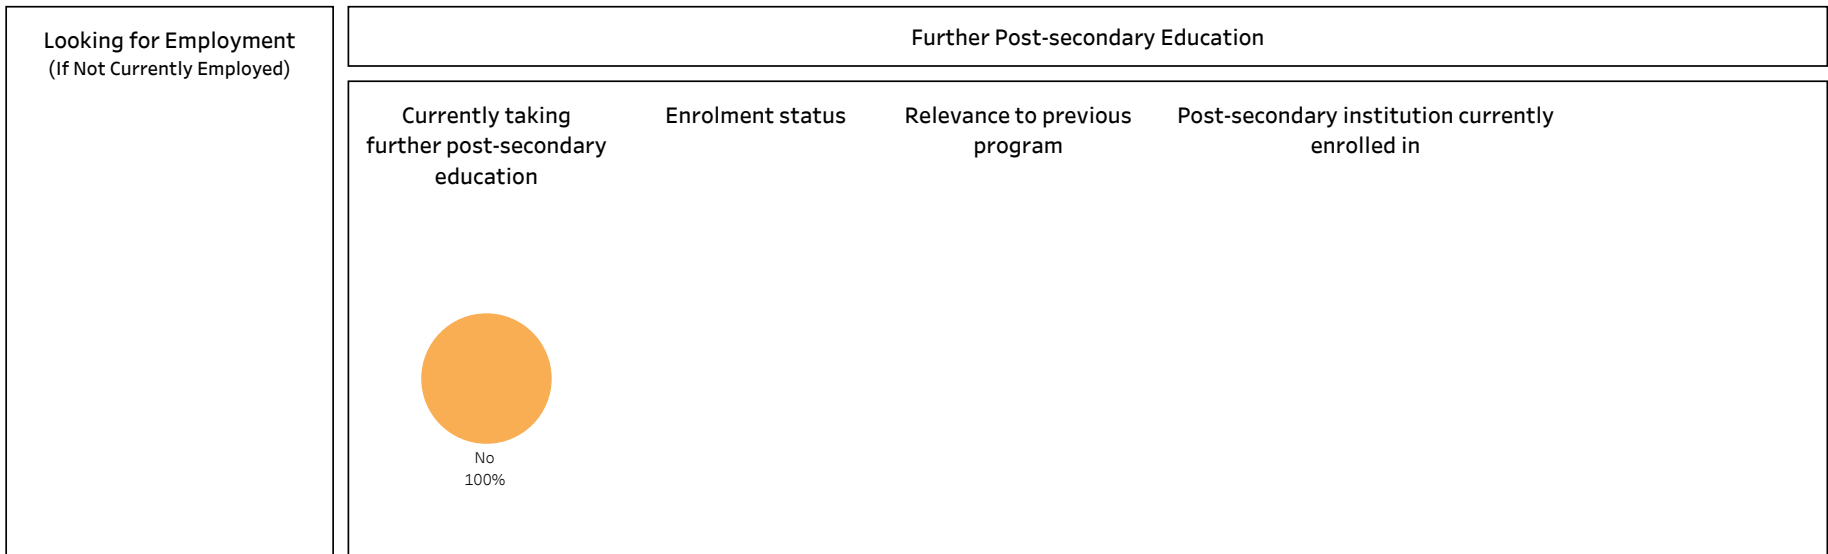 Looking for Employment
(If Not Currently Employed)
Further Post-secondary Education
Currently taking
further post-secondary
education
Enrolment status
Relevance to previous
program
Post-secondary institution currently
enrolled in
No
100%